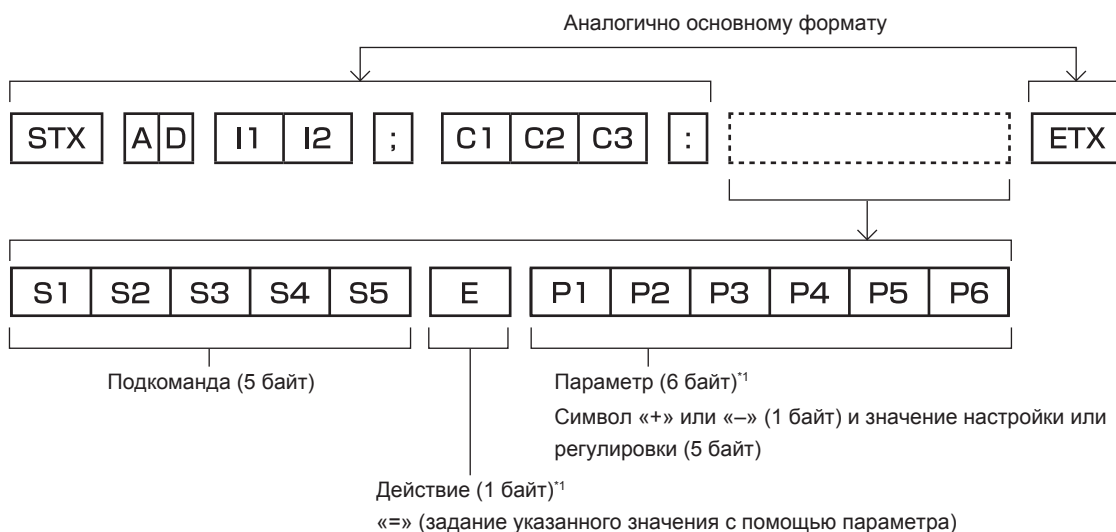 Аналогично основному формату
STX A D I1 I2 ; C1 C2 C3 : ETX
S1 S2 S3 S4 S5 E P1 P2 P3 P4 P5 P6
Подкоманда (5 байт)
Параметр (6 байт)*1
Символ «+» или «–» (1 байт) и значение настройки или
регулировки (5 байт)
Действие (1 байт)*1
«=» (задание указанного значения с помощью параметра)